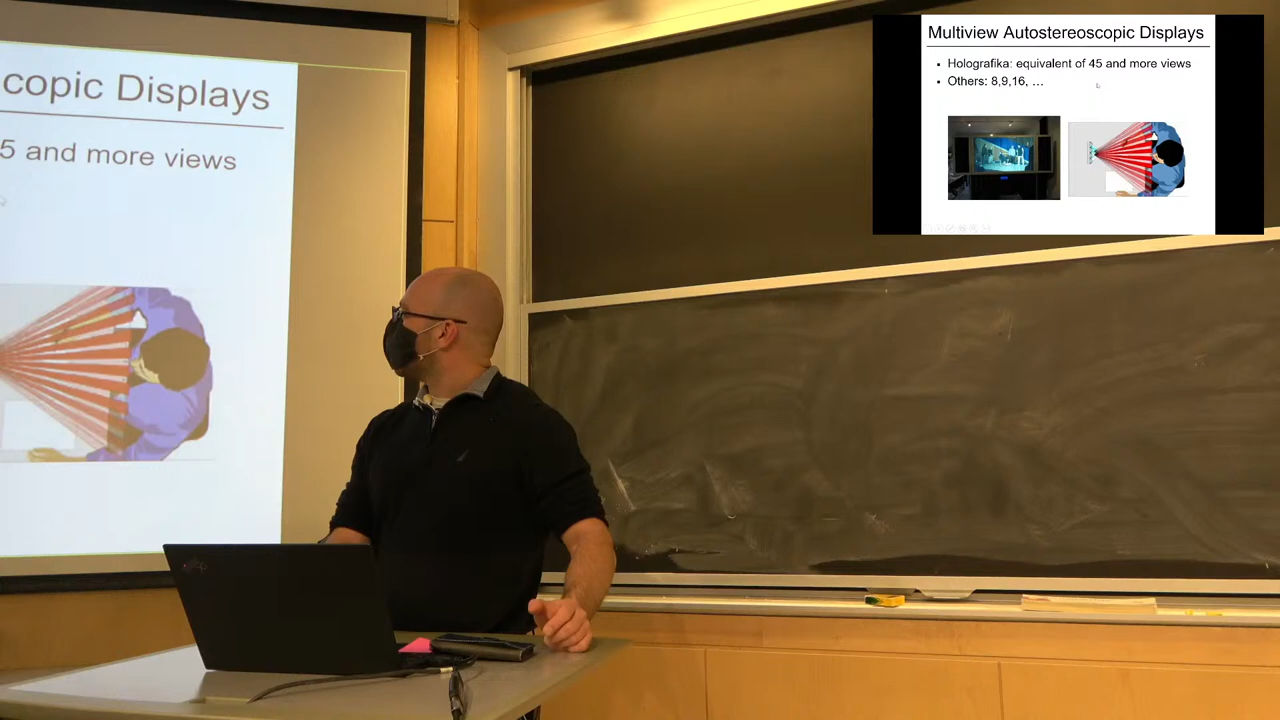 copic Displays
5 and more views
Multiview Autostereoscopic Displays
Holografika: equivalent of 45 and more views
Others: 8,9,16, ...